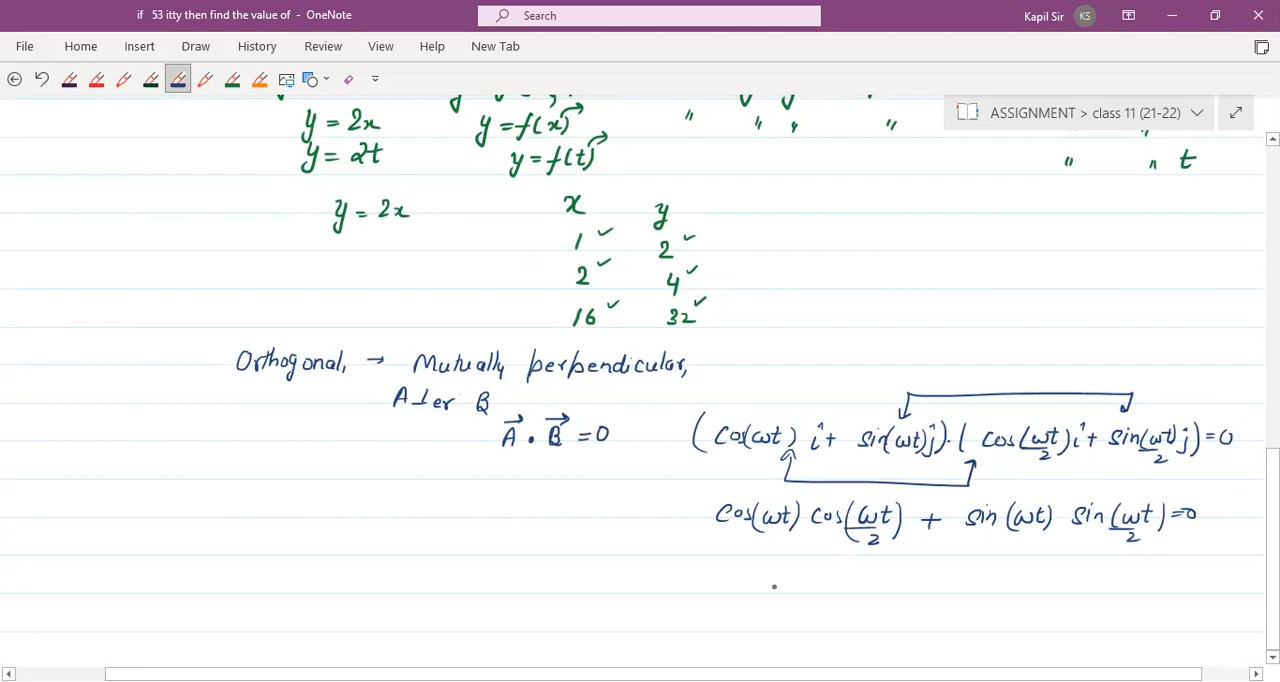 if 53 itty then find the value of - OneNote
Search
Kapil Sir KS
File Home Insert Draw History Review View Help New Tab
ASSIGNMENT > class 11 (21-22)
y = 2x y = f(x) " " " " "
y = 2t y = f(t) " " t
y = 2x x y
1 ✓ 2 ✓
2 ✓ 4 ✓
16 ✓ 32 ✓
Orthogonal, → Mutually perpendicular,
A ⊥er B
A⃗ . B⃗ = 0 (cos(ωt) î + sin(ωt)ĵ).(cos(ωt/2)î + sin(ωt/2)ĵ)=0
cos(ωt) cos(ωt/2) + sin(ωt) sin(ωt/2)=0